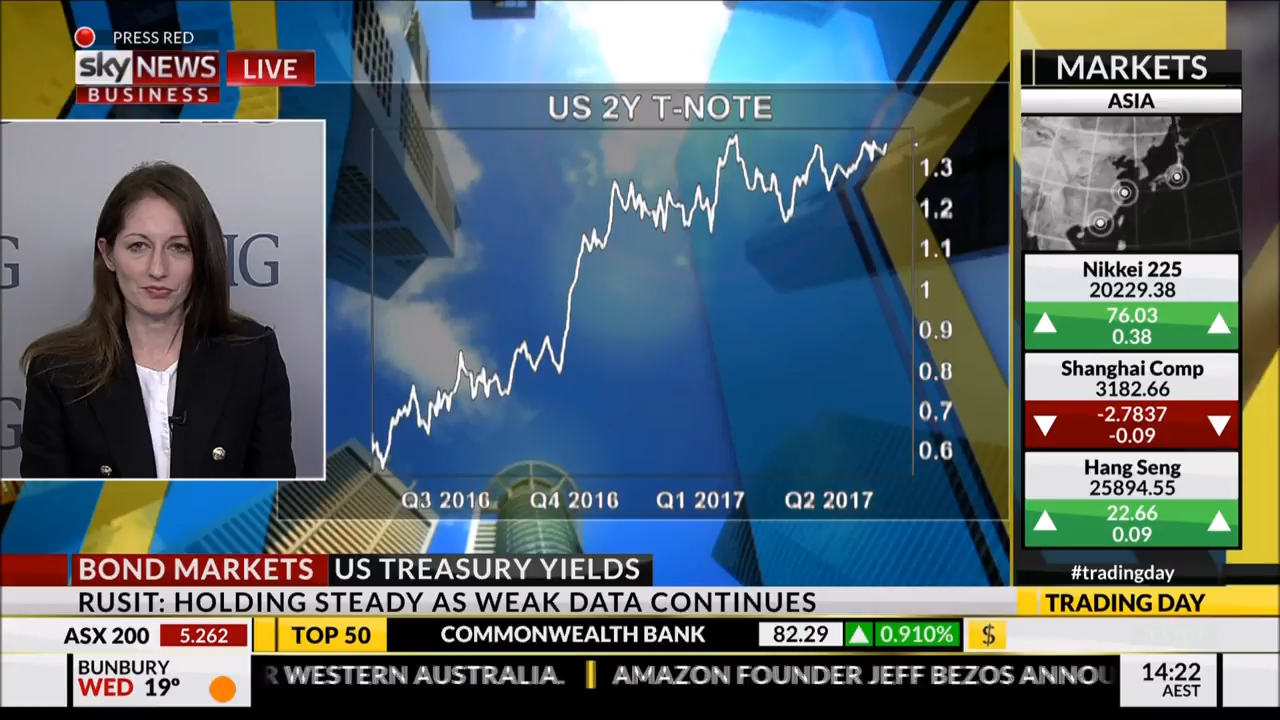 PRESS RED
sky NEWS
BUSINESS
LIVE
US 2Y T-NOTE
1.3
1.2
1.1
1
0.9
0.8
0.7
0.6
Q3 2016 Q4 2016 Q1 2017 Q2 2017
IG
MARKETS
ASIA
Nikkei 225
20229.38
76.03
0.38
Shanghai Comp
3182.66
-2.7837
-0.09
Hang Seng
25894.55
22.66
0.09
#tradingday
TRADING DAY
BOND MARKETS US TREASURY YIELDS
RUSIT: HOLDING STEADY AS WEAK DATA CONTINUES
ASX 200 5.262 TOP 50 COMMONWEALTH BANK 82.29 0.910% $
BUNBURY
WED 19º
R WESTERN AUSTRALIA. AMAZON FOUNDER JEFF BEZOS ANNOU
14:22
AEST